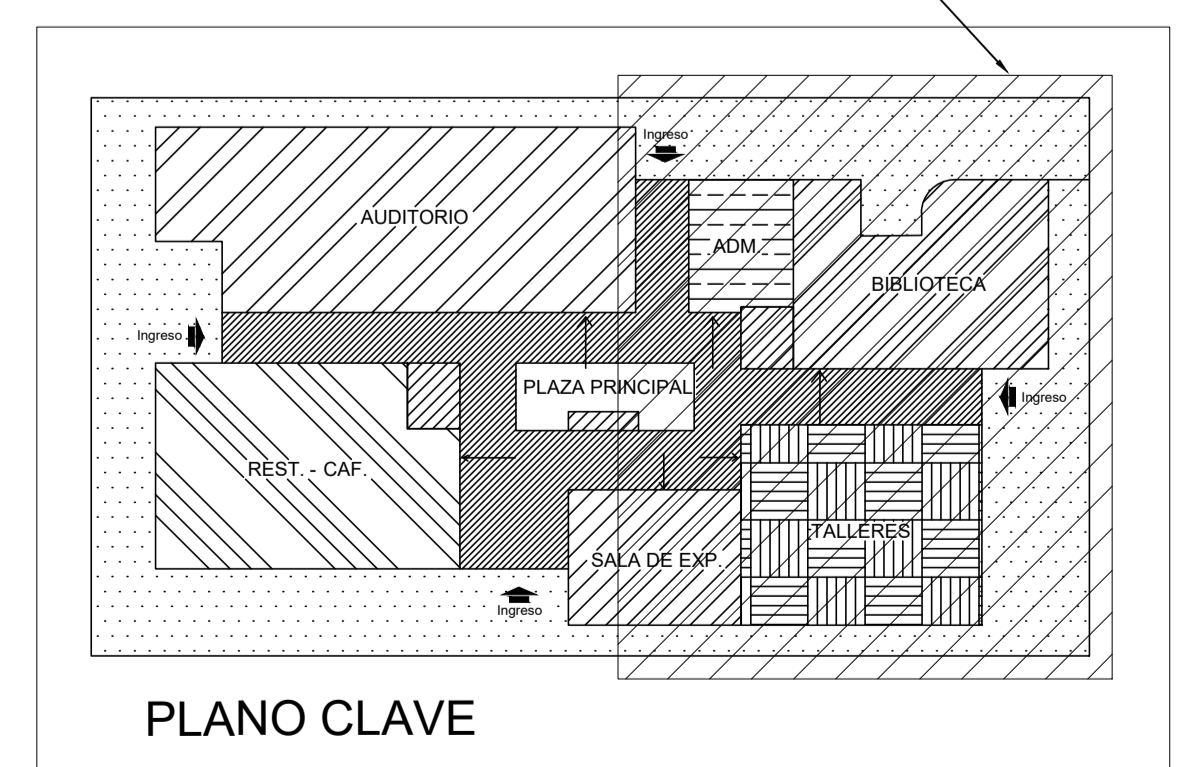 Ingreso
AUDITORIO
ADM.
BIBLIOTECA
Ingreso
PLAZA PRINCIPAL
Ingreso
REST. - CAF.
TALLERES
SALA DE EXP.
Ingreso
PLANO CLAVE